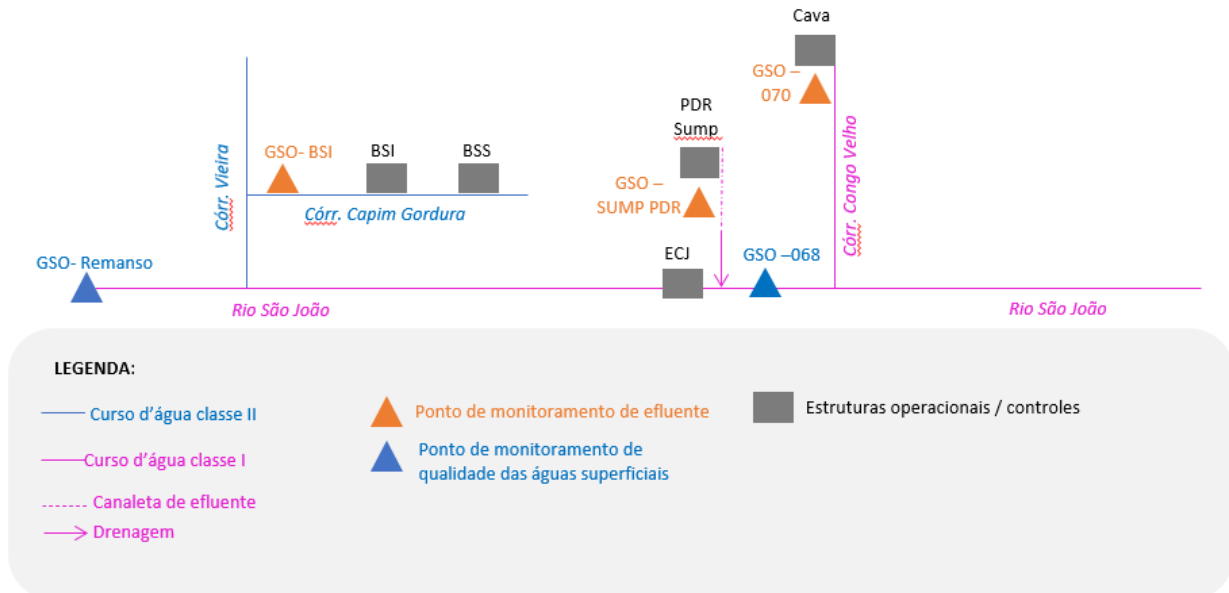 Cava
GSO –
070
PDR
Sump
GSO- BSI
BSI
BSS
GSO –
SUMP PDR
Córr. Vieira
Córr. Capim Gordura
Córr. Congo Velho
GSO- Remanso
ECJ
GSO –068
Rio São João
Rio São João
LEGENDA:
Curso d'água classe II
Curso d'água classe I
Canaleta de efluente
Drenagem
Ponto de monitoramento de efluente
Ponto de monitoramento de
qualidade das águas superficiais
Estruturas operacionais / controles